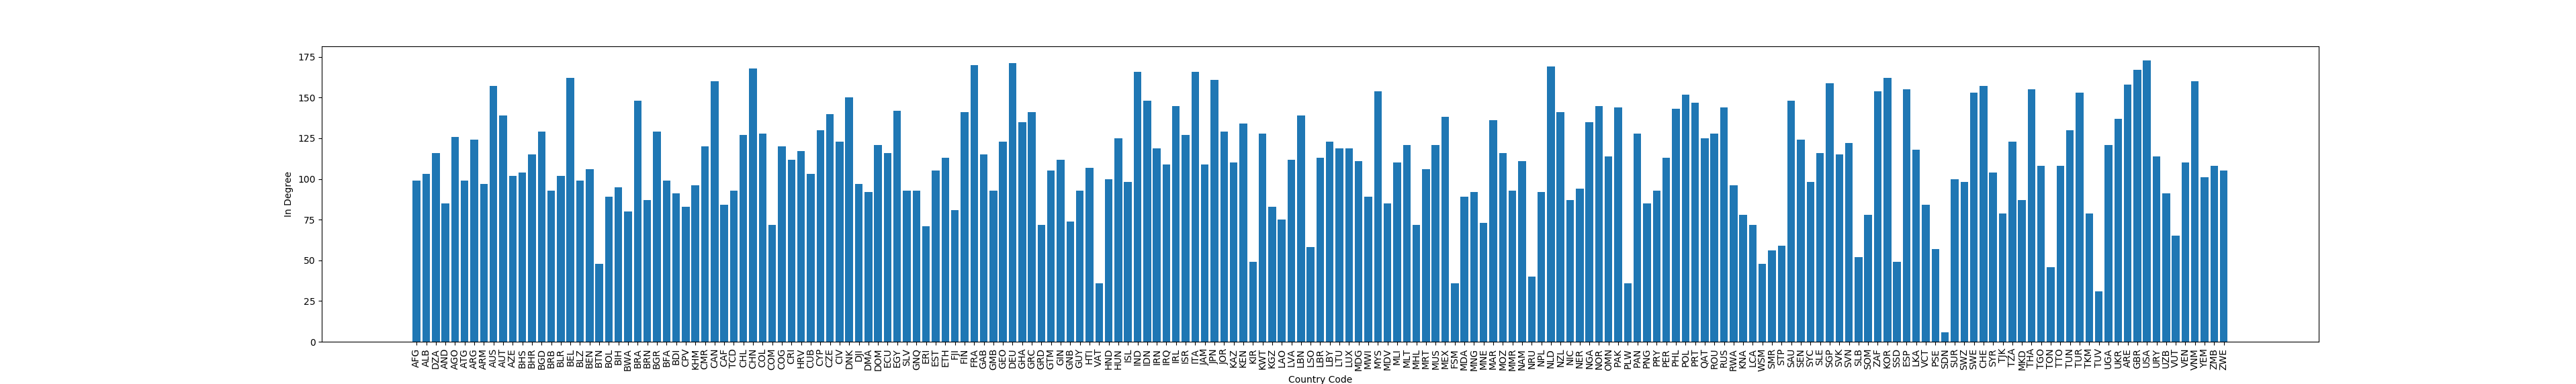 175
150
125
100
75
50
25
0
In Degree
AFG ALB DZA AND AGO ATG ARG ARM AUS AUT AZE BHS BHR BGD BRB BLR BEL BLZ BEN BTN BOL BIH BWA BRA BRN BGR BFA BDI CPV KHM CMR CAN CAF TCD CHL CHN COL COM COG CRI HRV CUB CYP CZE CIV DNK DJI DMA DOM ECU EGY SLV GNQ ERI EST ETH FJI FIN FRA GAB GMB GEO DEU GHA GRC GRD GTM GIN GNB GUY HTI VAT HND HUN ISL IND IDN IRN IRQ IRL ISR ITA JAM JPN JOR KAZ KEN KIR KWT KGZ LAO LVA LBN LSO LBR LBY LTU LUX MDG MWI MYS MDV MLI MLT MHL MRT MUS MEX FSM MDA MNG MNE MAR MOZ MMR NAM NRU NPL NLD NZL NIC NER NGA NOR OMN PAK PLW PAN PNG PRY PER PHL POL PRT QAT ROU RUS RWA KNA LCA WSM SMR STP SAU SEN SYC SLE SGP SVK SVN SLB SOM ZAF KOR SSD ESP LKA VCT PSE SDN SUR SWZ SWE CHE SYR TJK TZA MKD THA TGO TON TTO TUN TUR TKM TUV UGA UKR ARE GBR USA URY UZB VUT VEN VNM YEM ZMB ZWE
Country Code